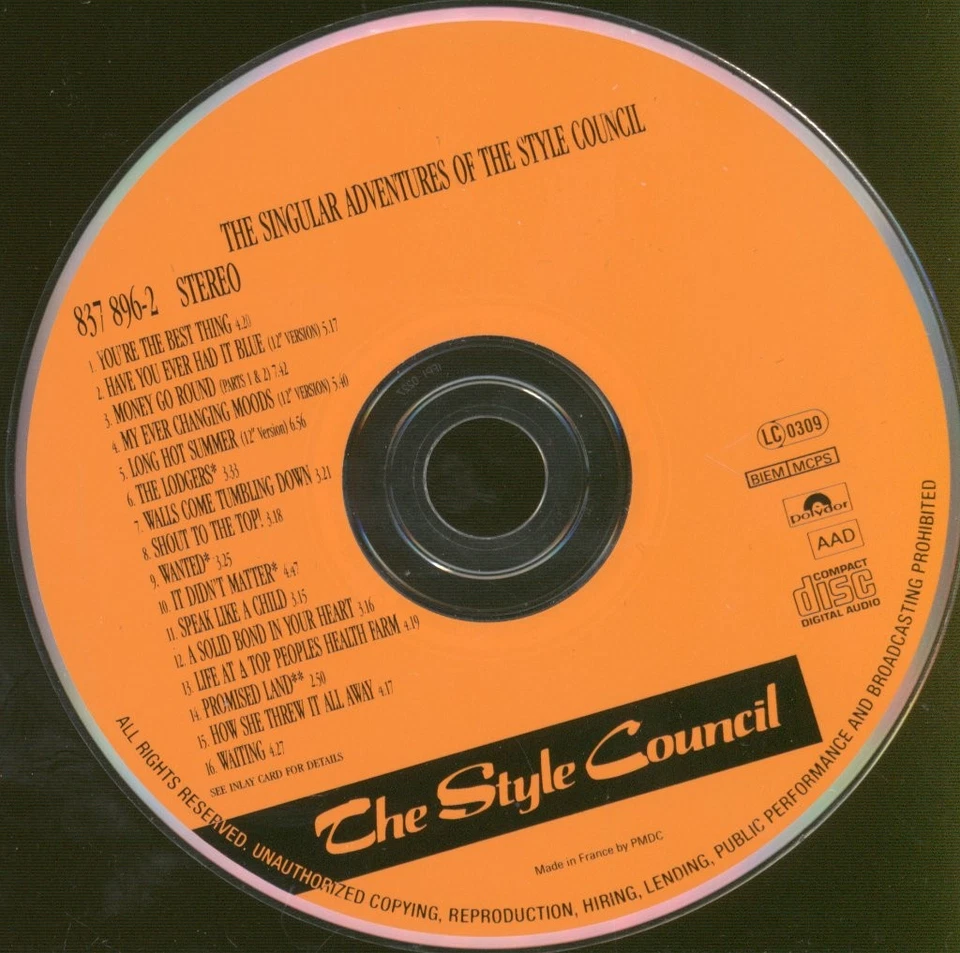 THE SINGULAR ADVENTURES OF THE STYLE COUNCIL
837 896-2 STEREO
1. YOU'RE THE BEST THING 4.20
2. HAVE YOU EVER HAD IT BLUE (12" VERSION) 5.17
3. MONEY GO ROUND (PARTS 1 & 2) 7.42
4. MY EVER CHANGING MOODS (12" VERSION) 5.40
5. LONG HOT SUMMER (12" Version) 6.56
6. THE LODGERS* 3.33
7. WALLS COME TUMBLING DOWN 3.21
8. SHOUT TO THE TOP! 3.18
9. WANTED* 3.25
10. IT DIDN'T MATTER* 4.47
11. SPEAK LIKE A CHILD 3.15
12. A SOLID BOND IN YOUR HEART 3.16
13. LIFE AT A TOP PEOPLES HEALTH FARM 4.19
14. PROMISED LAND** 2.50
15. HOW SHE THREW IT ALL AWAY 4.17
16. WAITING 4.27
SEE INLAY CARD FOR DETAILS
LC 0309
BIEM MCPS
polydor
AAD
COMPACT
disc
DIGITAL AUDIO
The Style Council
Made in France by PMDC
ALL RIGHTS RESERVED. UNAUTHORIZED COPYING, REPRODUCTION, HIRING, LENDING, PUBLIC PERFORMANCE AND BROADCASTING PROHIBITED